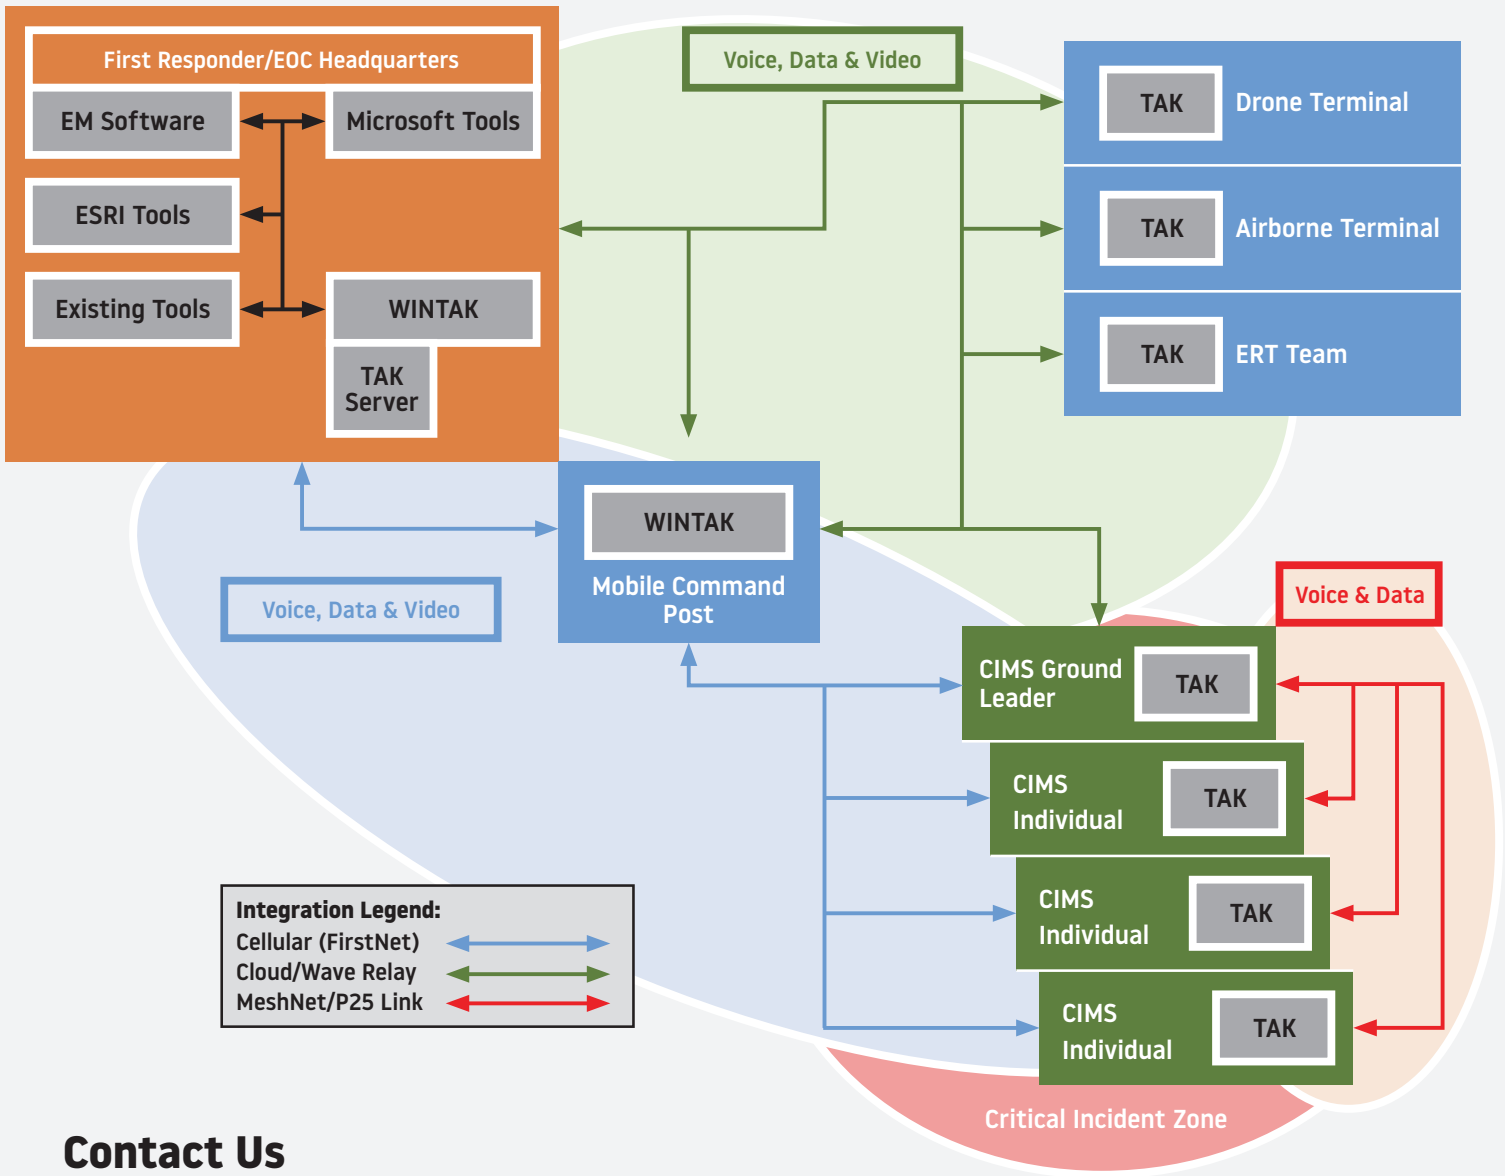 First Responder/EOC Headquarters
EM Software
Microsoft Tools
ESRI Tools
Existing Tools
WINTAK
TAK
Server
Voice, Data & Video
TAK
Drone Terminal
TAK
Airborne Terminal
TAK
ERT Team
WINTAK
Mobile Command
Post
Voice, Data & Video
Voice & Data
CIMS Ground
Leader
TAK
CIMS
Individual
TAK
CIMS
Individual
TAK
CIMS
Individual
TAK
Integration Legend:
Cellular (FirstNet)
Cloud/Wave Relay
MeshNet/P25 Link
Critical Incident Zone
Contact Us